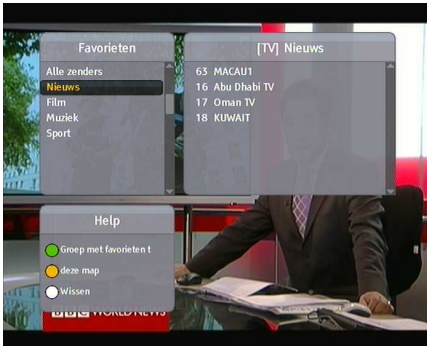 Favorieten
Alle zenders
Nieuws
Film
Muziek
Sport
[TV] Nieuws
63 MACAU1
16 Abu Dhabi TV
17 Oman TV
18 KUWAIT
Help
Groep met favorieten t
deze map
Wissen
BBC WORLD NEWS